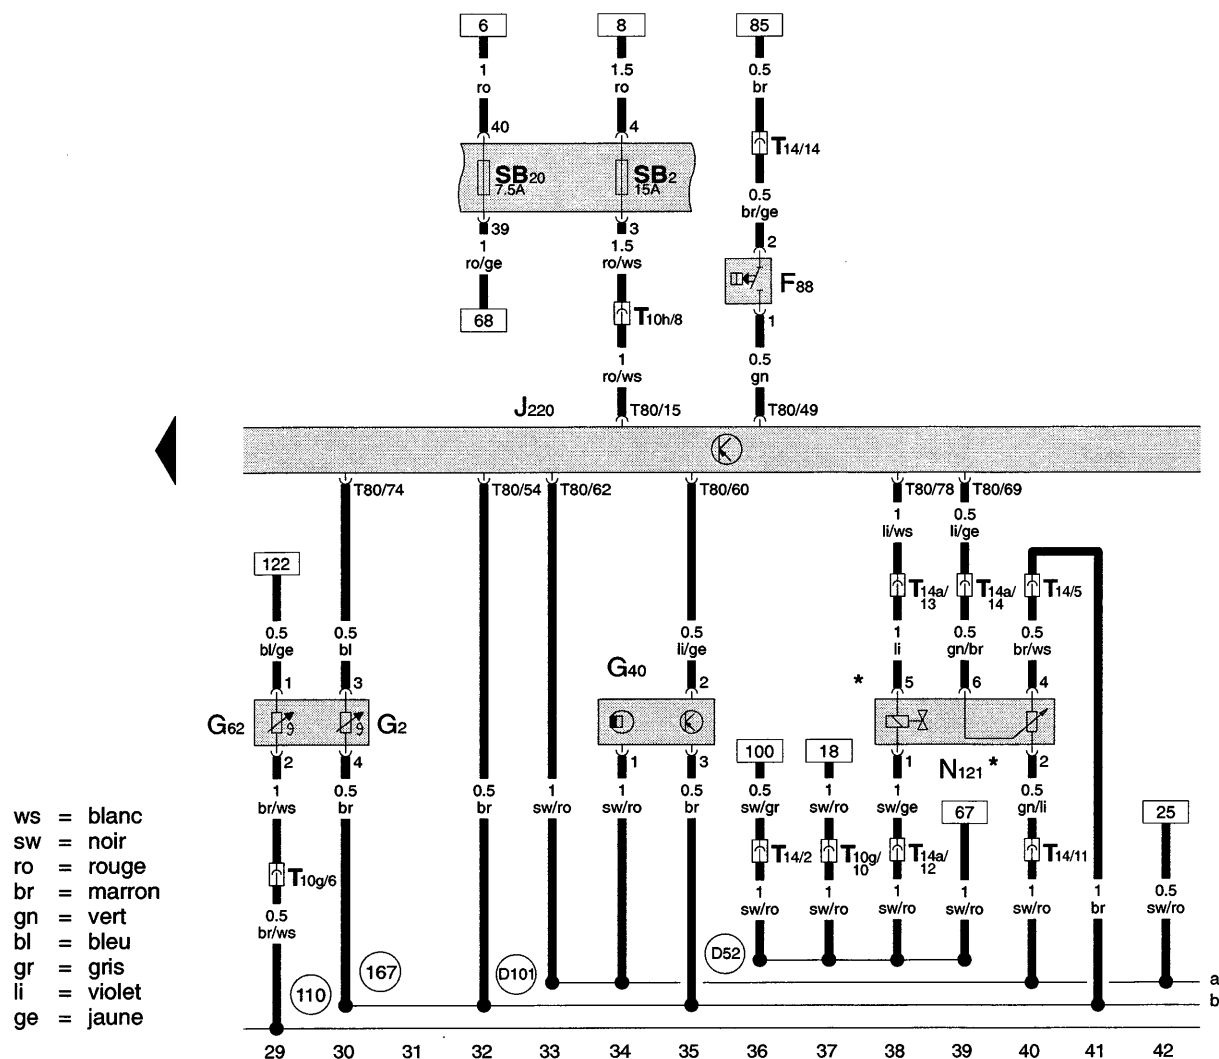 6 8 85
1 1.5 0.5
ro ro br
40 4
T14/14
SB20 SB2
7.5A 15A
0.5
br/ge
39 3 2
1 1.5
ro/ge ro/ws
F88
68 T10h/8 1
1 0.5
ro/ws gn
J220 T80/15 T80/49
T80/74 T80/54 T80/62 T80/60 T80/78 T80/69
1 0.5
li/ws li/ge
122
T14a/13 T14a/14 T14/5
0.5 0.5 0.5 1 0.5 0.5
bl/ge bl li/ge li gn/br br/ws
G40
1 3 2 * 5 6 4
G62 G2
2 4 1 3 100 18 1 N121 * 2
1 0.5 0.5 1 1 0.5 0.5 1 1 0.5
br/ws br br sw/ro sw/ro br sw/gr sw/ro sw/ge gn/li
67 25
T14/2 T10g/10 T14a/12 T14/11
T10g/6
1 1 1 1 1 1 0.5
sw/ro sw/ro sw/ro sw/ro sw/ro br sw/ro
0.5
br/ws
D52
167 D101
110
a
b
ws = blanc
sw = noir
ro = rouge
br = marron
gn = vert
bl = bleu
gr = gris
li = violet
ge = jaune
29 30 31 32 33 34 35 36 37 38 39 40 41 42